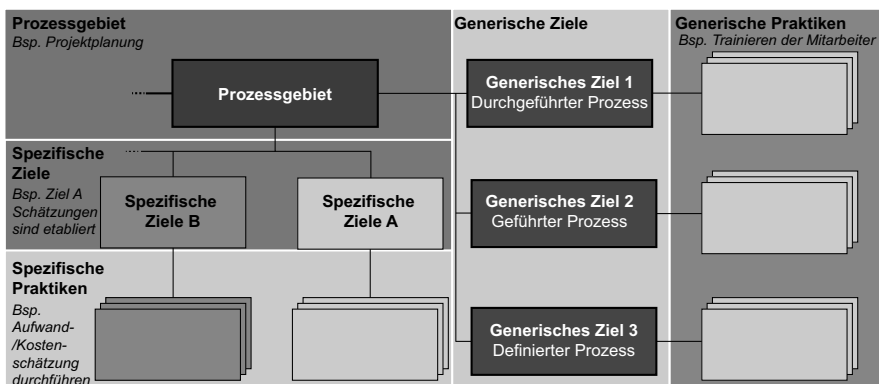 Prozessgebiet
Bsp. Projektplanung
Prozessgebiet
Spezifische
Ziele
Bsp. Ziel A
Schätzungen
sind etabliert
Spezifische
Ziele B
Spezifische
Ziele A
Spezifische
Praktiken
Bsp.
Aufwand-
/Kosten-
schätzung
durchführen
Generische Ziele
Generisches Ziel 1
Durchgeführter Prozess
Generisches Ziel 2
Geführter Prozess
Generisches Ziel 3
Definierter Prozess
Generische Praktiken
Bsp. Trainieren der Mitarbeiter